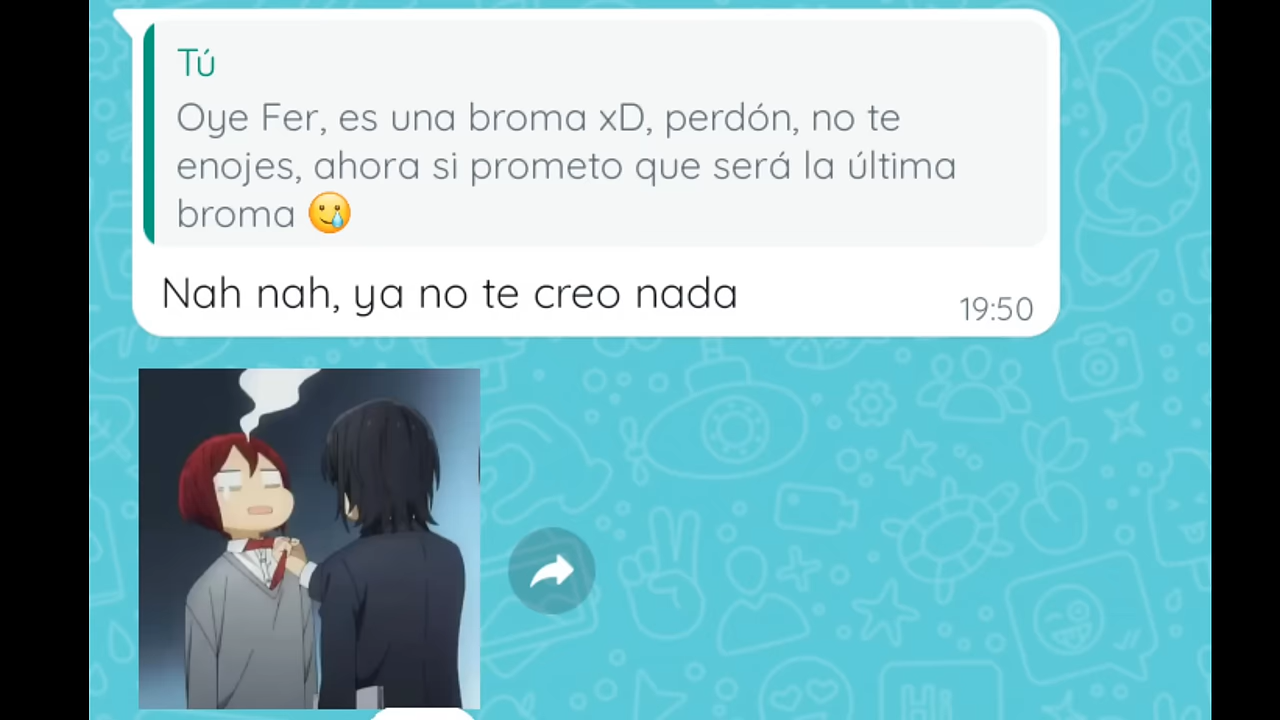 Tú
Oye Fer, es una broma xD, perdón, no te
enojes, ahora si prometo que será la última
broma 🥲
Nah nah, ya no te creo nada
19:50
Hi